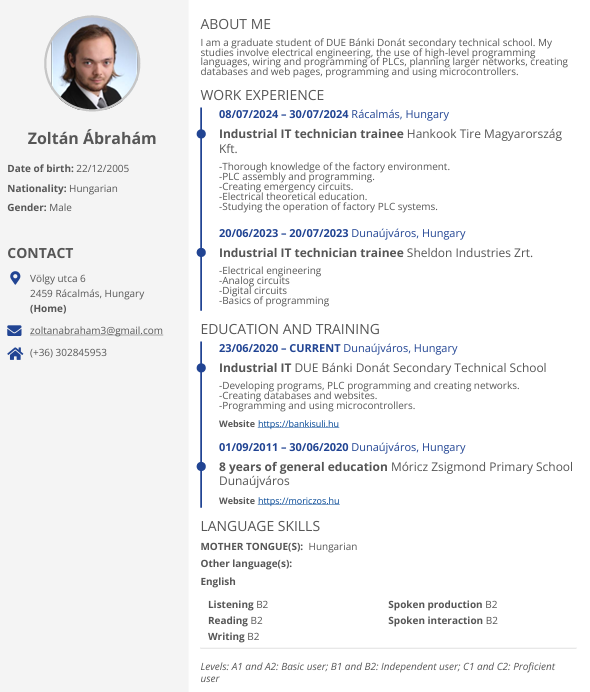 Zoltán Ábrahám
Date of birth: 22/12/2005
Nationality: Hungarian
Gender: Male
CONTACT
Völgy utca 6
2459 Rácalmás, Hungary
(Home)
zoltanabraham3@gmail.com
(+36) 302845953
ABOUT ME
I am a graduate student of DUE Bánki Donát secondary technical school. My
studies involve electrical engineering, the use of high-level programming
languages, wiring and programming of PLCs, planning larger networks, creating
databases and web pages, programming and using microcontrollers.
WORK EXPERIENCE
08/07/2024 – 30/07/2024 Rácalmás, Hungary
Industrial IT technician trainee Hankook Tire Magyarország
Kft.
-Thorough knowledge of the factory environment.
-PLC assembly and programming.
-Creating emergency circuits.
-Electrical theoretical education.
-Studying the operation of factory PLC systems.
20/06/2023 – 20/07/2023 Dunaújváros, Hungary
Industrial IT technician trainee Sheldon Industries Zrt.
-Electrical engineering
-Analog circuits
-Digital circuits
-Basics of programming
EDUCATION AND TRAINING
23/06/2020 – CURRENT Dunaújváros, Hungary
Industrial IT DUE Bánki Donát Secondary Technical School
-Developing programs, PLC programming and creating networks.
-Creating databases and websites.
-Programming and using microcontrollers.
Website https://bankisuli.hu
01/09/2011 – 30/06/2020 Dunaújváros, Hungary
8 years of general education Móricz Zsigmond Primary School
Dunaújváros
Website https://moriczos.hu
LANGUAGE SKILLS
MOTHER TONGUE(S): Hungarian
Other language(s):
English
Listening B2 Spoken production B2
Reading B2 Spoken interaction B2
Writing B2
Levels: A1 and A2: Basic user; B1 and B2: Independent user; C1 and C2: Proficient
user